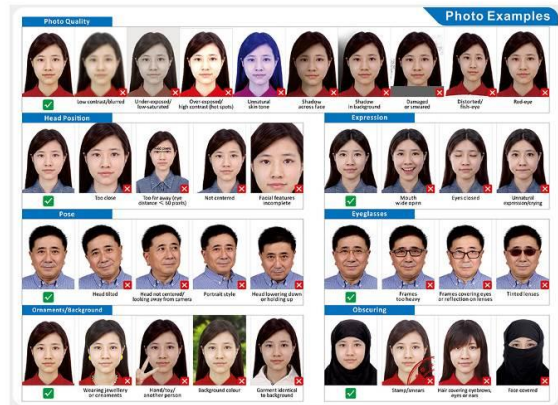 Photo Examples
Photo Quality
Low contrast/blurred
Under-exposed/
low-saturated
Over-exposed/
high contrast (hot spots)
Unnatural
skin tone
Shadow
across face
Shadow
in background
Damaged
or smeared
Distorted/
fish-eye
Red-eye
Head Position
Too close
Too far away (eye
distance < 60 pixels)
Not centered
Facial features
incomplete
Expression
Mouth
wide open
Eyes closed
Unnatural
expression/crying
Pose
Head tilted
Head not centered/
looking away from camera
Portrait style
Head lowering down
or holding up
Eyeglasses
Frames
too heavy
Frames covering eyes
or reflection on lenses
Tinted lenses
Ornaments/Background
Wearing jewellery
or ornaments
Hand/toy/
another person
Background colour
Garment identical
to background
Obscuring
Stamp/smears
Hair covering eyebrows,
eyes or ears
Face covered